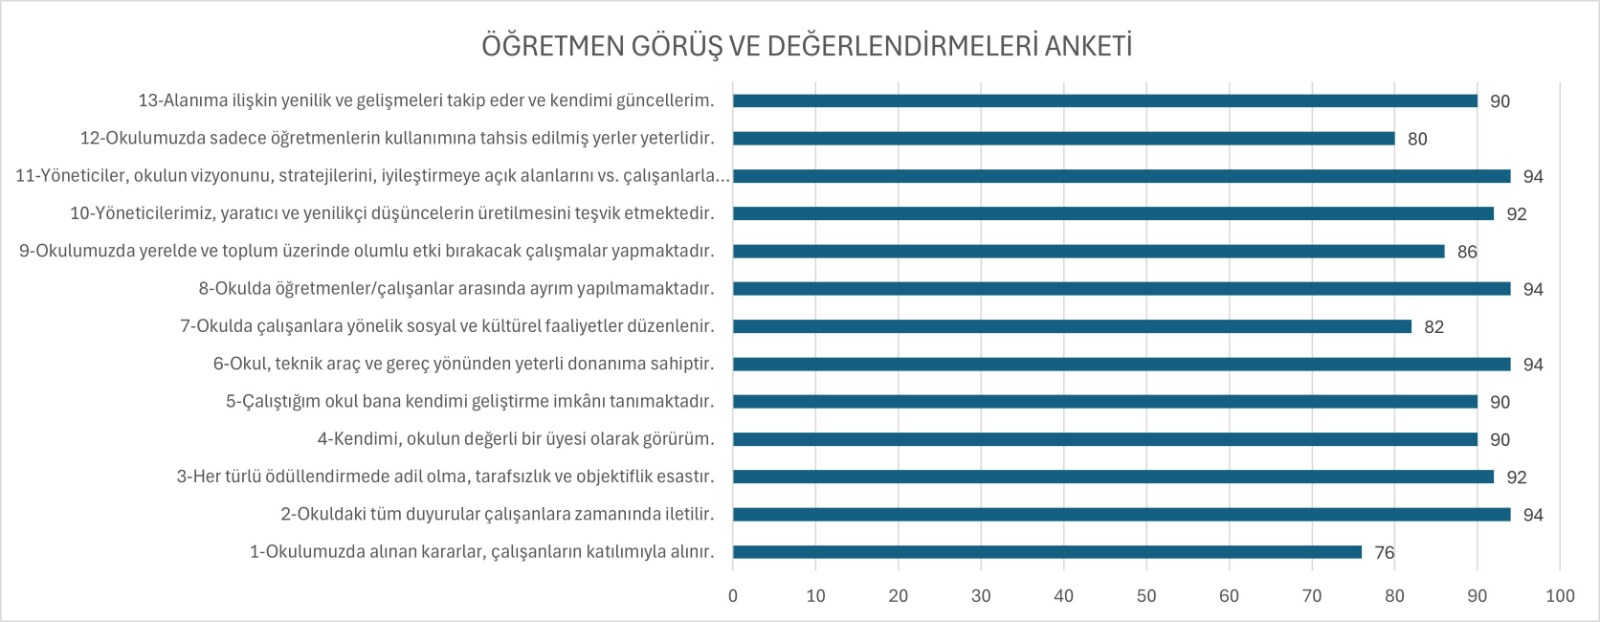 ÖĞRETMEN GÖRÜŞ VE DEĞERLENDİRMELERİ ANKETİ
13-Alanıma ilişkin yenilik ve gelişmeleri takip eder ve kendimi güncellerim. 90
12-Okulumuzda sadece öğretmenlerin kullanımına tahsis edilmiş yerler yeterlidir. 80
11-Yöneticiler, okulun vizyonunu, stratejilerini, iyileştirmeye açık alanlarını vs. çalışanlarla... 94
10-Yöneticilerimiz, yaratıcı ve yenilikçi düşüncelerin üretilmesini teşvik etmektedir. 92
9-Okulumuzda yerelde ve toplum üzerinde olumlu etki bırakacak çalışmalar yapmaktadır. 86
8-Okulda öğretmenler/çalışanlar arasında ayrım yapılmamaktadır. 94
7-Okulda çalışanlara yönelik sosyal ve kültürel faaliyetler düzenlenir. 82
6-Okul, teknik araç ve gereç yönünden yeterli donanıma sahiptir. 94
5-Çalıştığım okul bana kendimi geliştirme imkânı tanımaktadır. 90
4-Kendimi, okulun değerli bir üyesi olarak görürüm. 90
3-Her türlü ödüllendirmede adil olma, tarafsızlık ve objektiflik esastır. 92
2-Okuldaki tüm duyurular çalışanlara zamanında iletilir. 94
1-Okulumuzda alınan kararlar, çalışanların katılımıyla alınır. 76
0 10 20 30 40 50 60 70 80 90 100